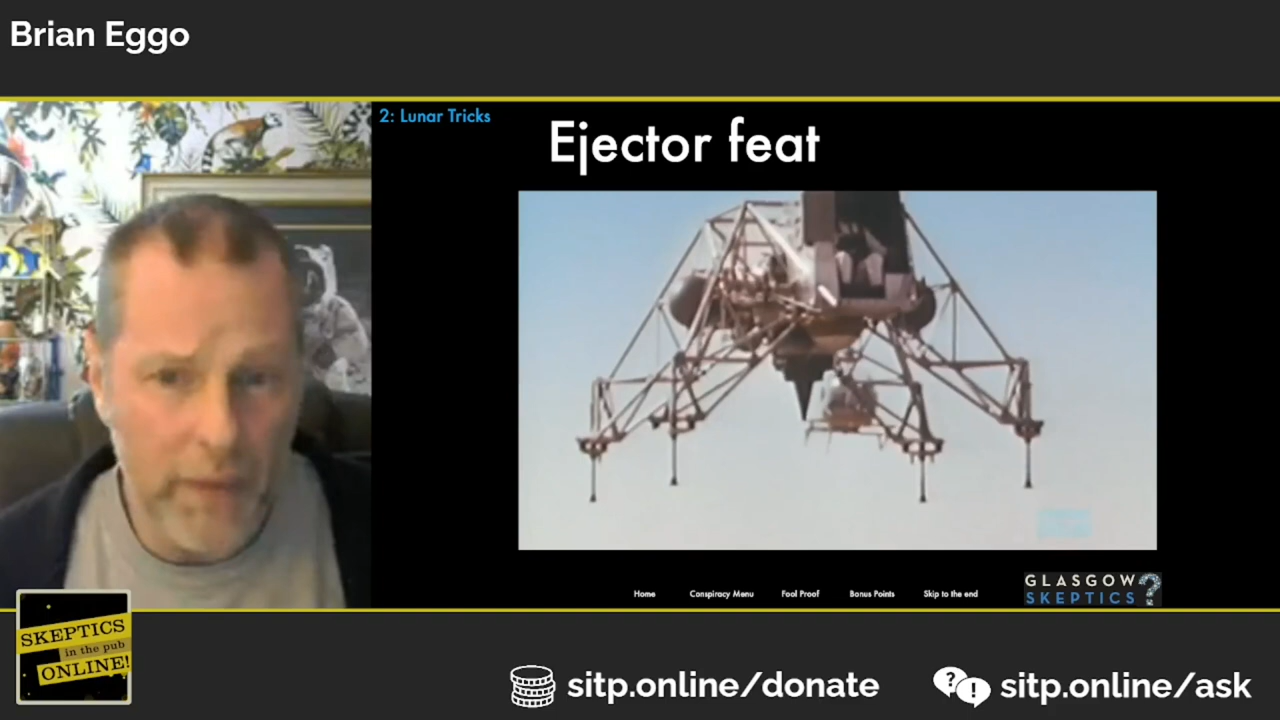 Brian Eggo
2: Lunar Tricks
Ejector feat
Home Conspiracy Menu Fool Proof Bonus Points Skip to the end
GLASGOW
SKEPTICS
SKEPTICS
in the pub
ONLINE!
sitp.online/donate
sitp.online/ask